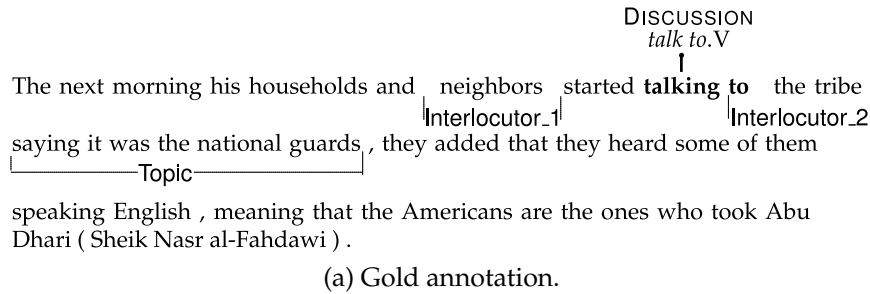 DISCUSSION
talk to.V
The next morning his households and neighbors started talking to the tribe
Interlocutor_1 Interlocutor_2
saying it was the national guards , they added that they heard some of them
Topic
speaking English , meaning that the Americans are the ones who took Abu
Dhari ( Sheik Nasr al-Fahdawi ) .
(a) Gold annotation.